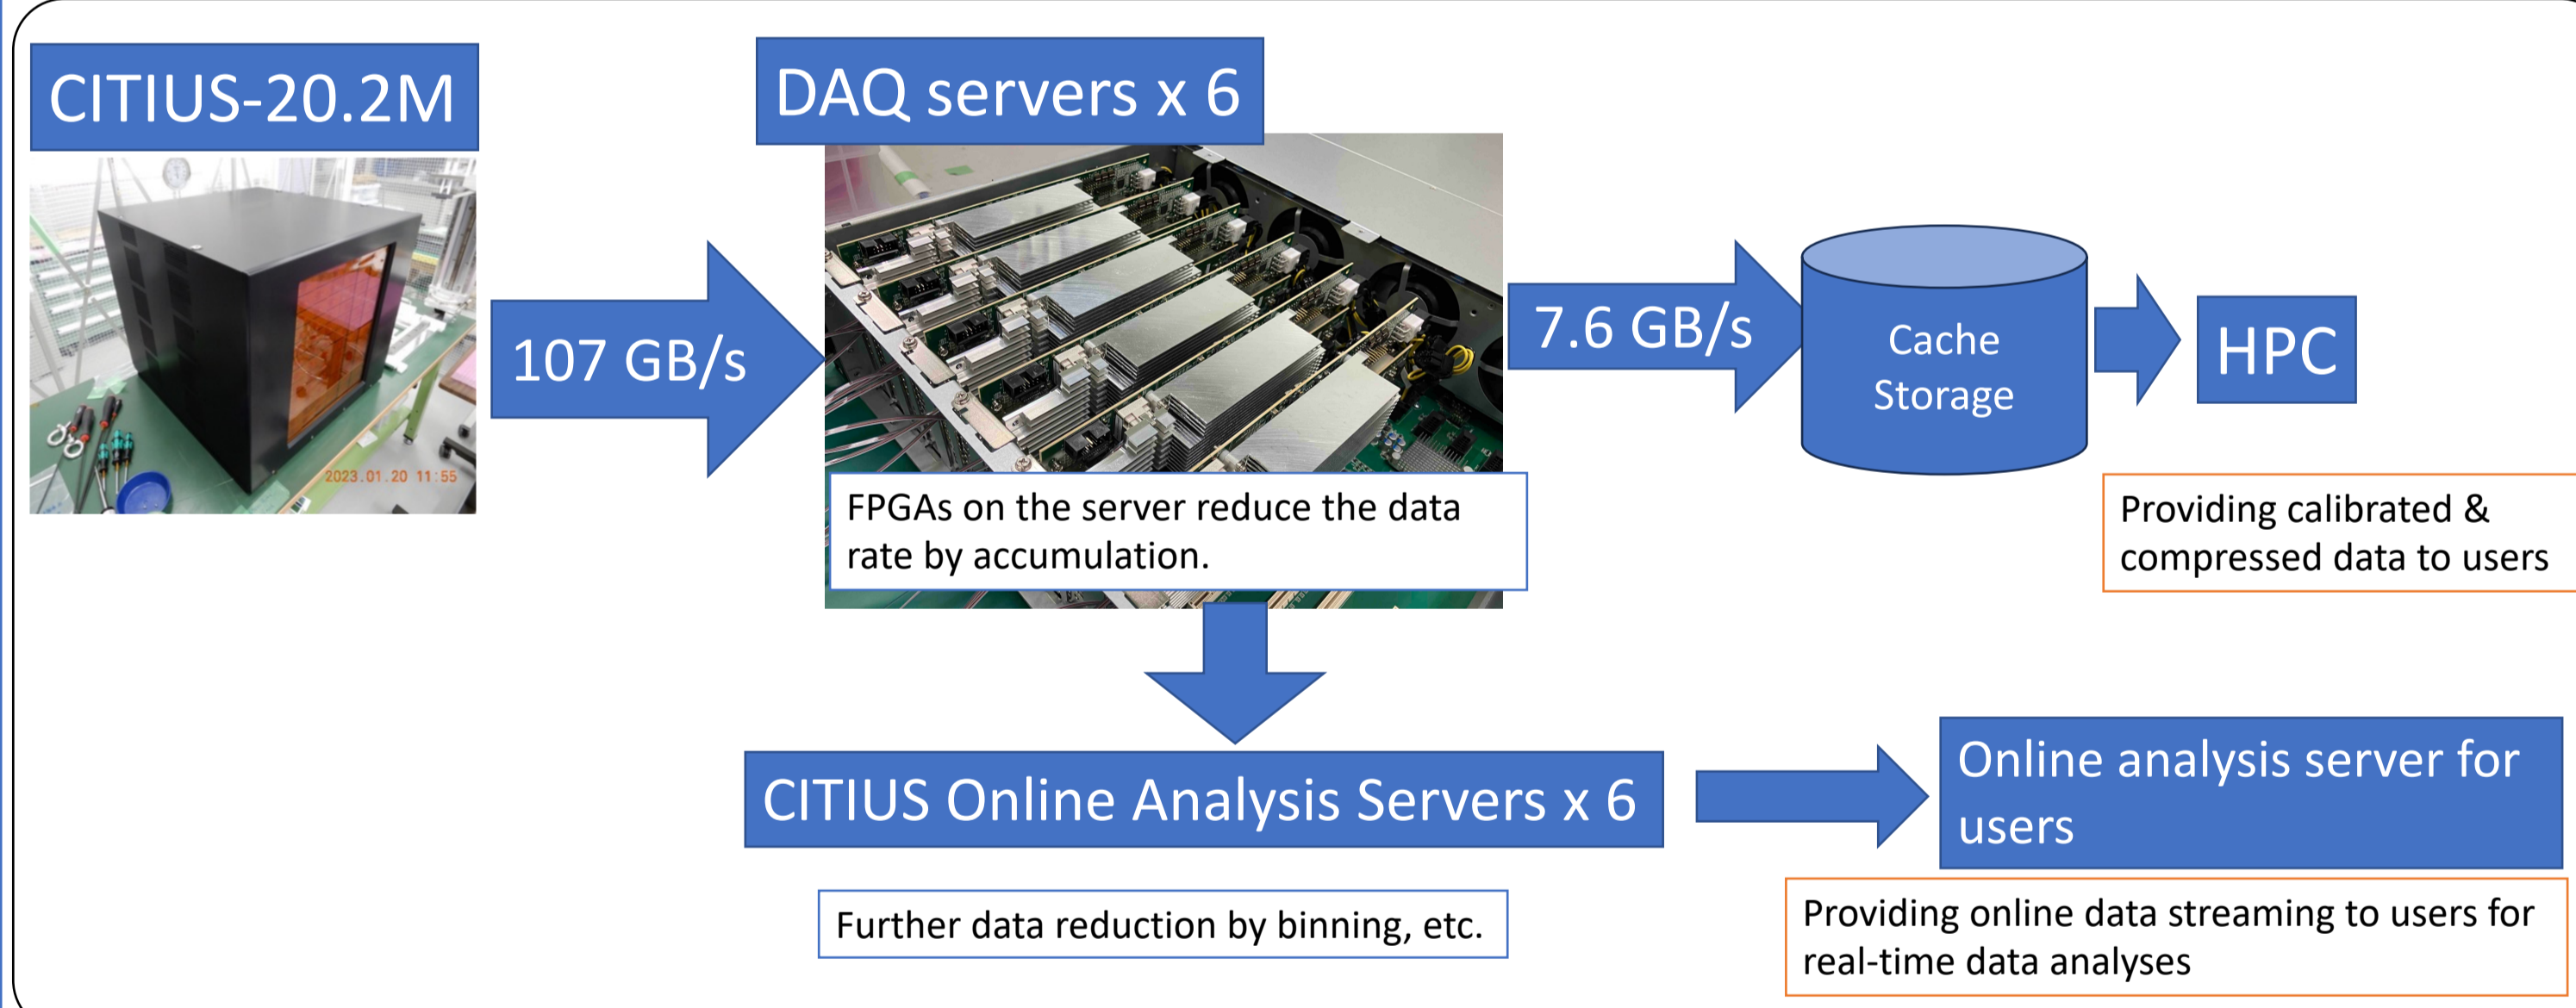 CITIUS-20.2M
DAQ servers x 6
2023.01.20 11:55
107 GB/s
7.6 GB/s
Cache
Storage
HPC
FPGAs on the server reduce the data
rate by accumulation.
Providing calibrated &
compressed data to users
CITIUS Online Analysis Servers x 6
Online analysis server for
users
Further data reduction by binning, etc.
Providing online data streaming to users for
real-time data analyses